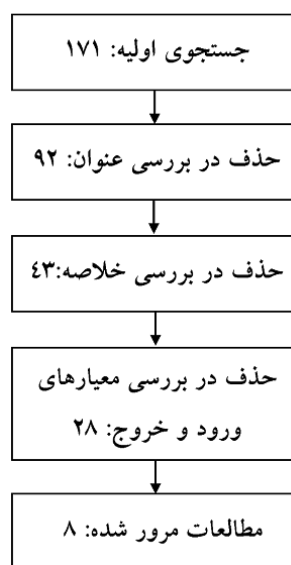 جستجوی اولیه: ۱۷۱
حذف در بررسی عنوان: ۹۲
حذف در بررسی خلاصه:٤۳
حذف در بررسی معیارهای
ورود و خروج: ۲۸
مطالعات مرور شده: ۸